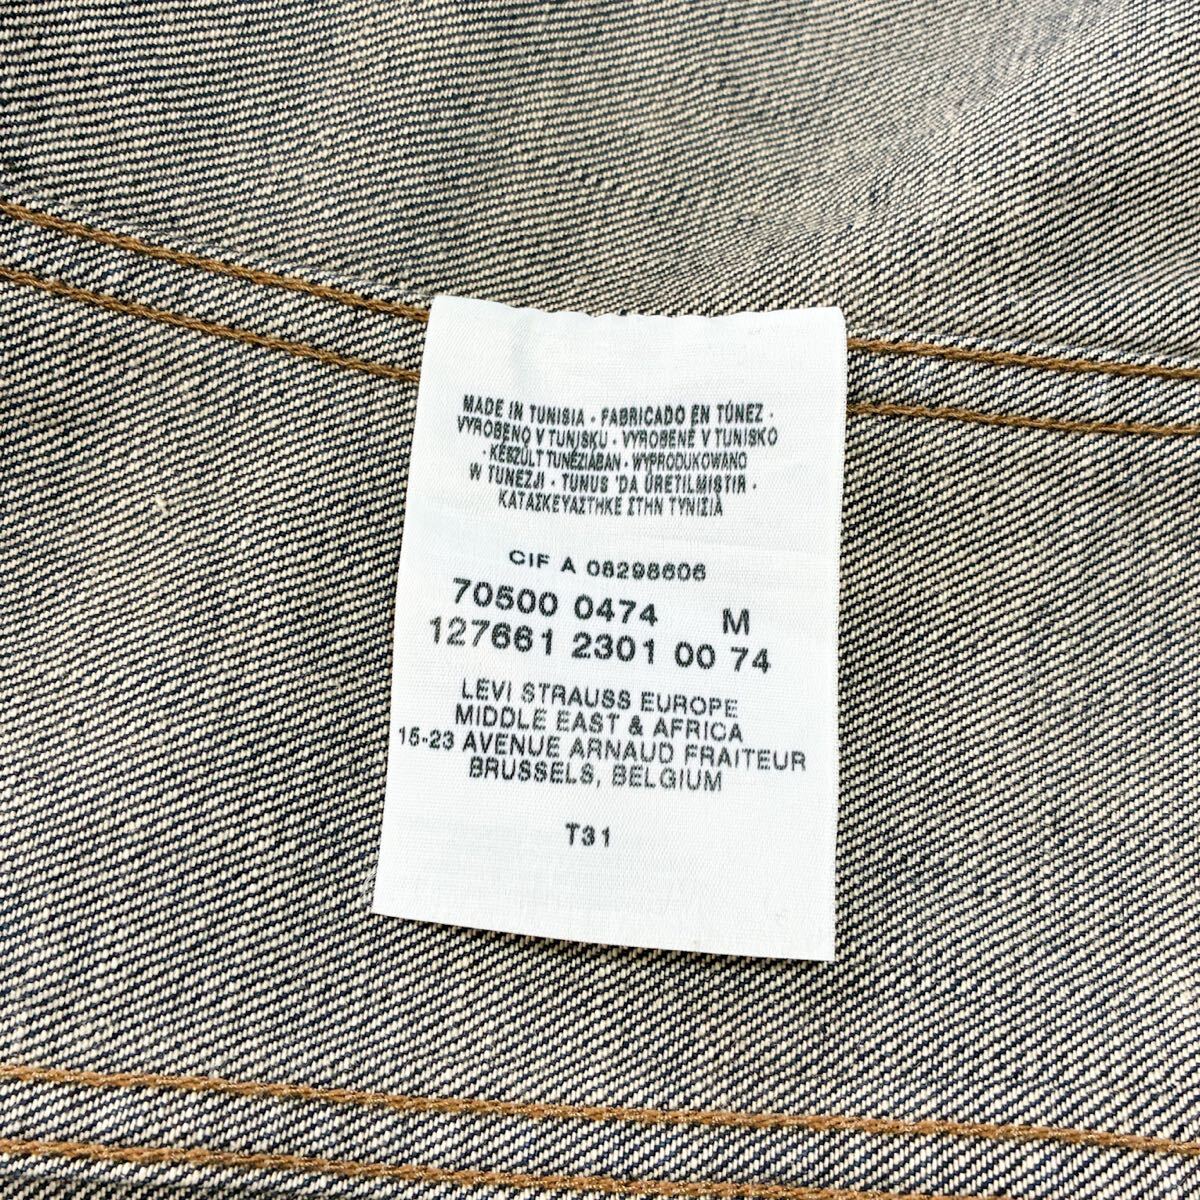 MADE IN TUNISIA · FABRICADO EN TÚNEZ ·
VYROBENO V TUNISKU · VYROBENÉ V TUNISKO
· KÉSZÜLT TUNÉZIÁBAN · WYPRODUKOWANO
W TUNEZJI · TUNUS 'DA ÜRETILMISTIR ·
ΚΑΤΑΣΚΕΥΑΣΤΗΚΕ ΣΤΗΝ ΤΥΝΙΣΙΑ
CIF A 08298606
70500 0474 M
127661 2301 00 74
LEVI STRAUSS EUROPE
MIDDLE EAST & AFRICA
15-23 AVENUE ARNAUD FRAITEUR
BRUSSELS, BELGIUM
T31